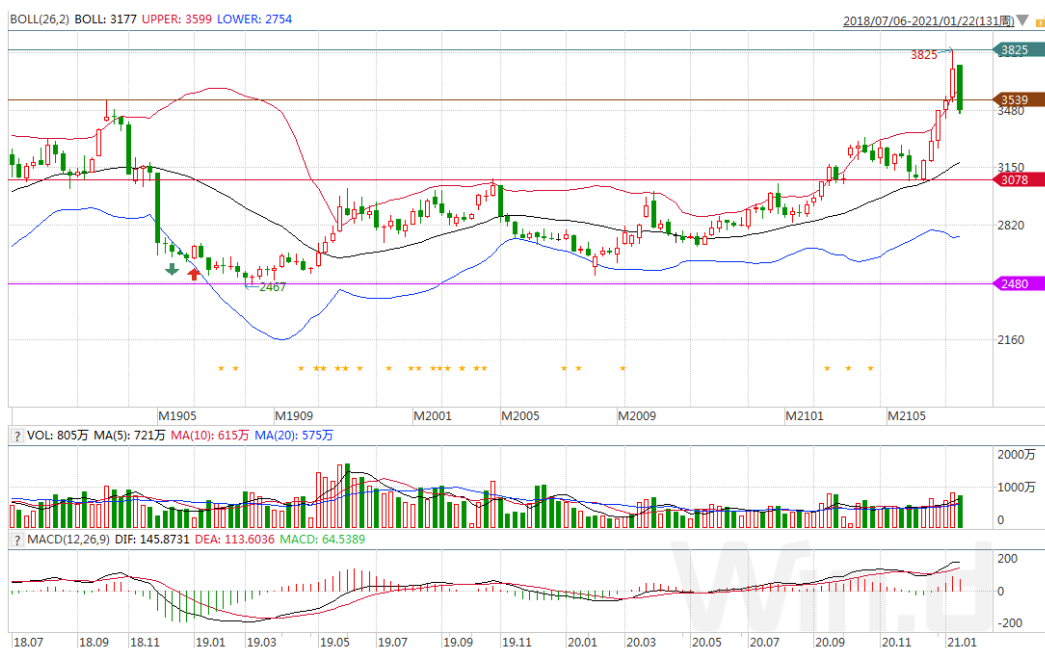 BOLL(26,2) BOLL: 3177 UPPER: 3599 LOWER: 2754
2018/07/06-2021/01/22(131周)
3825
3825
3539
3480
3150
3078
2820
2480
2467
2160
M1905 M1909 M2001 M2005 M2009 M2101 M2105
? VOL: 805万 MA(5): 721万 MA(10): 615万 MA(20): 575万
2000万
1000万
0
? MACD(12,26,9) DIF: 145.8731 DEA: 113.6036 MACD: 64.5389
200
0
-200
Win.d
18.07 18.09 18.11 19.01 19.03 19.05 19.07 19.09 19.11 20.01 20.03 20.05 20.07 20.09 20.11 21.01